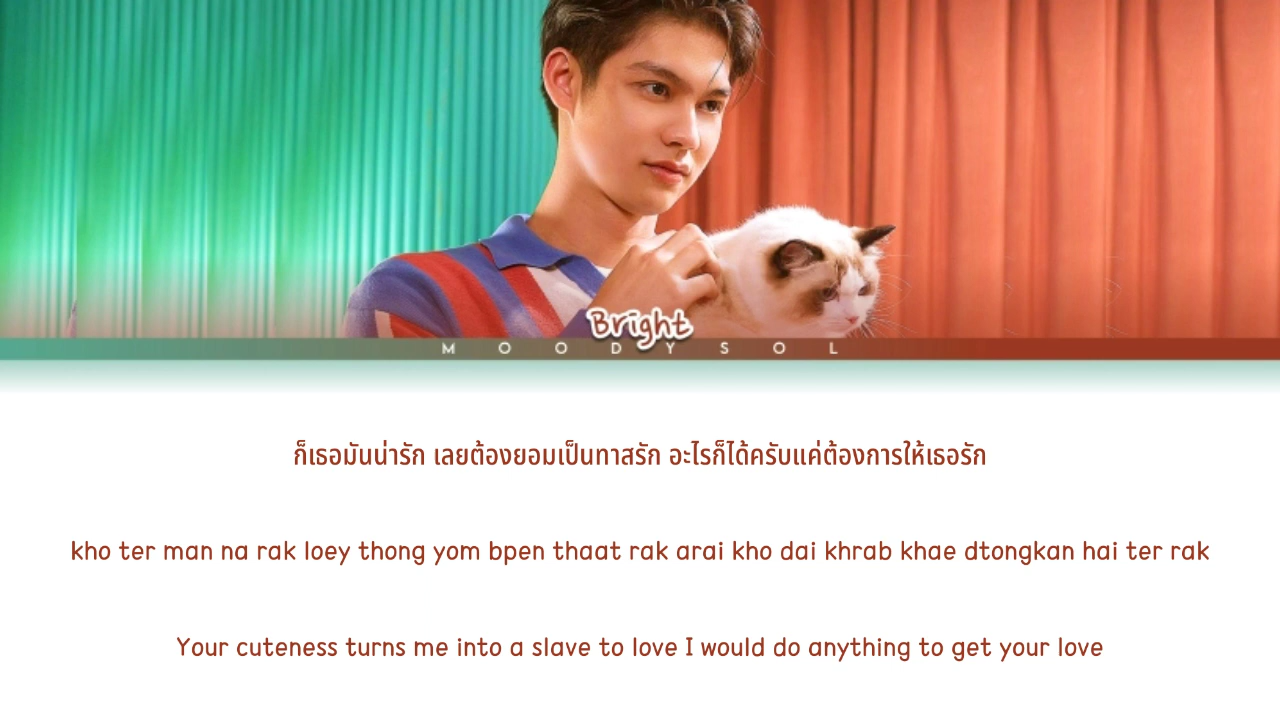 Bright
MOODYSOL
ก็เธอมันน่ารัก เลยต้องยอมเป็นทาสรัก อะไรก็ได้ครับแค่ต้องการให้เธอรัก
kho ter man na rak loey thong yom bpen thaat rak arai kho dai khrab khae dtongkan hai ter rak
Your cuteness turns me into a slave to love I would do anything to get your love